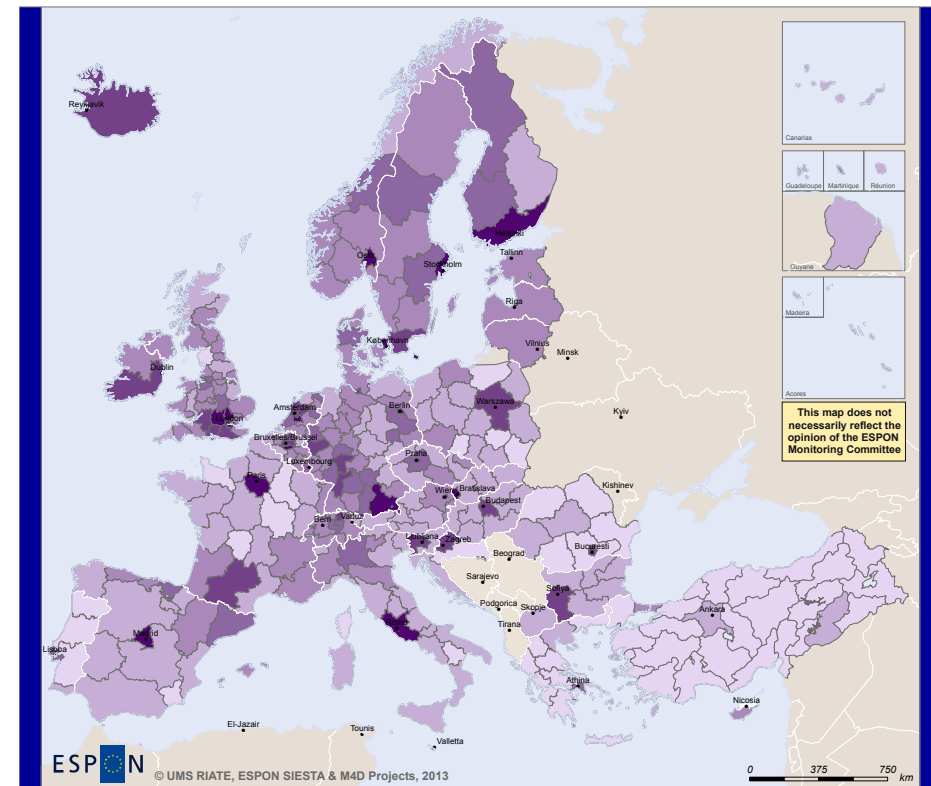 Canarias
Reykjavik
Guadeloupe
Martinique
Réunion
Helsinki
Oslo
Stockholm
Tallinn
Guyane
Riga
Madeira
København
Vilnius
Minsk
Dublin
Acores
Amsterdam
Berlin
Warszawa
London
This map does not
necessarily reflect the
opinion of the ESPON
Monitoring Committee
Kyiv
Bruxelles/Brussel
Praha
Luxembourg
Paris
Kishinev
Wien
Bratislava
Budapest
Bern
Vaduz
Ljubljana
Zagreb
Bucuresti
Beograd
Sarajevo
Sofiya
Podgorica
Skopje
Ankara
Roma
Tirana
Madrid
Lisboa
Athina
Nicosia
El-Jazair
Tounis
Valletta
ESPON
© UMS RIATE, ESPON SIESTA & M4D Projects, 2013
0 375 750
km